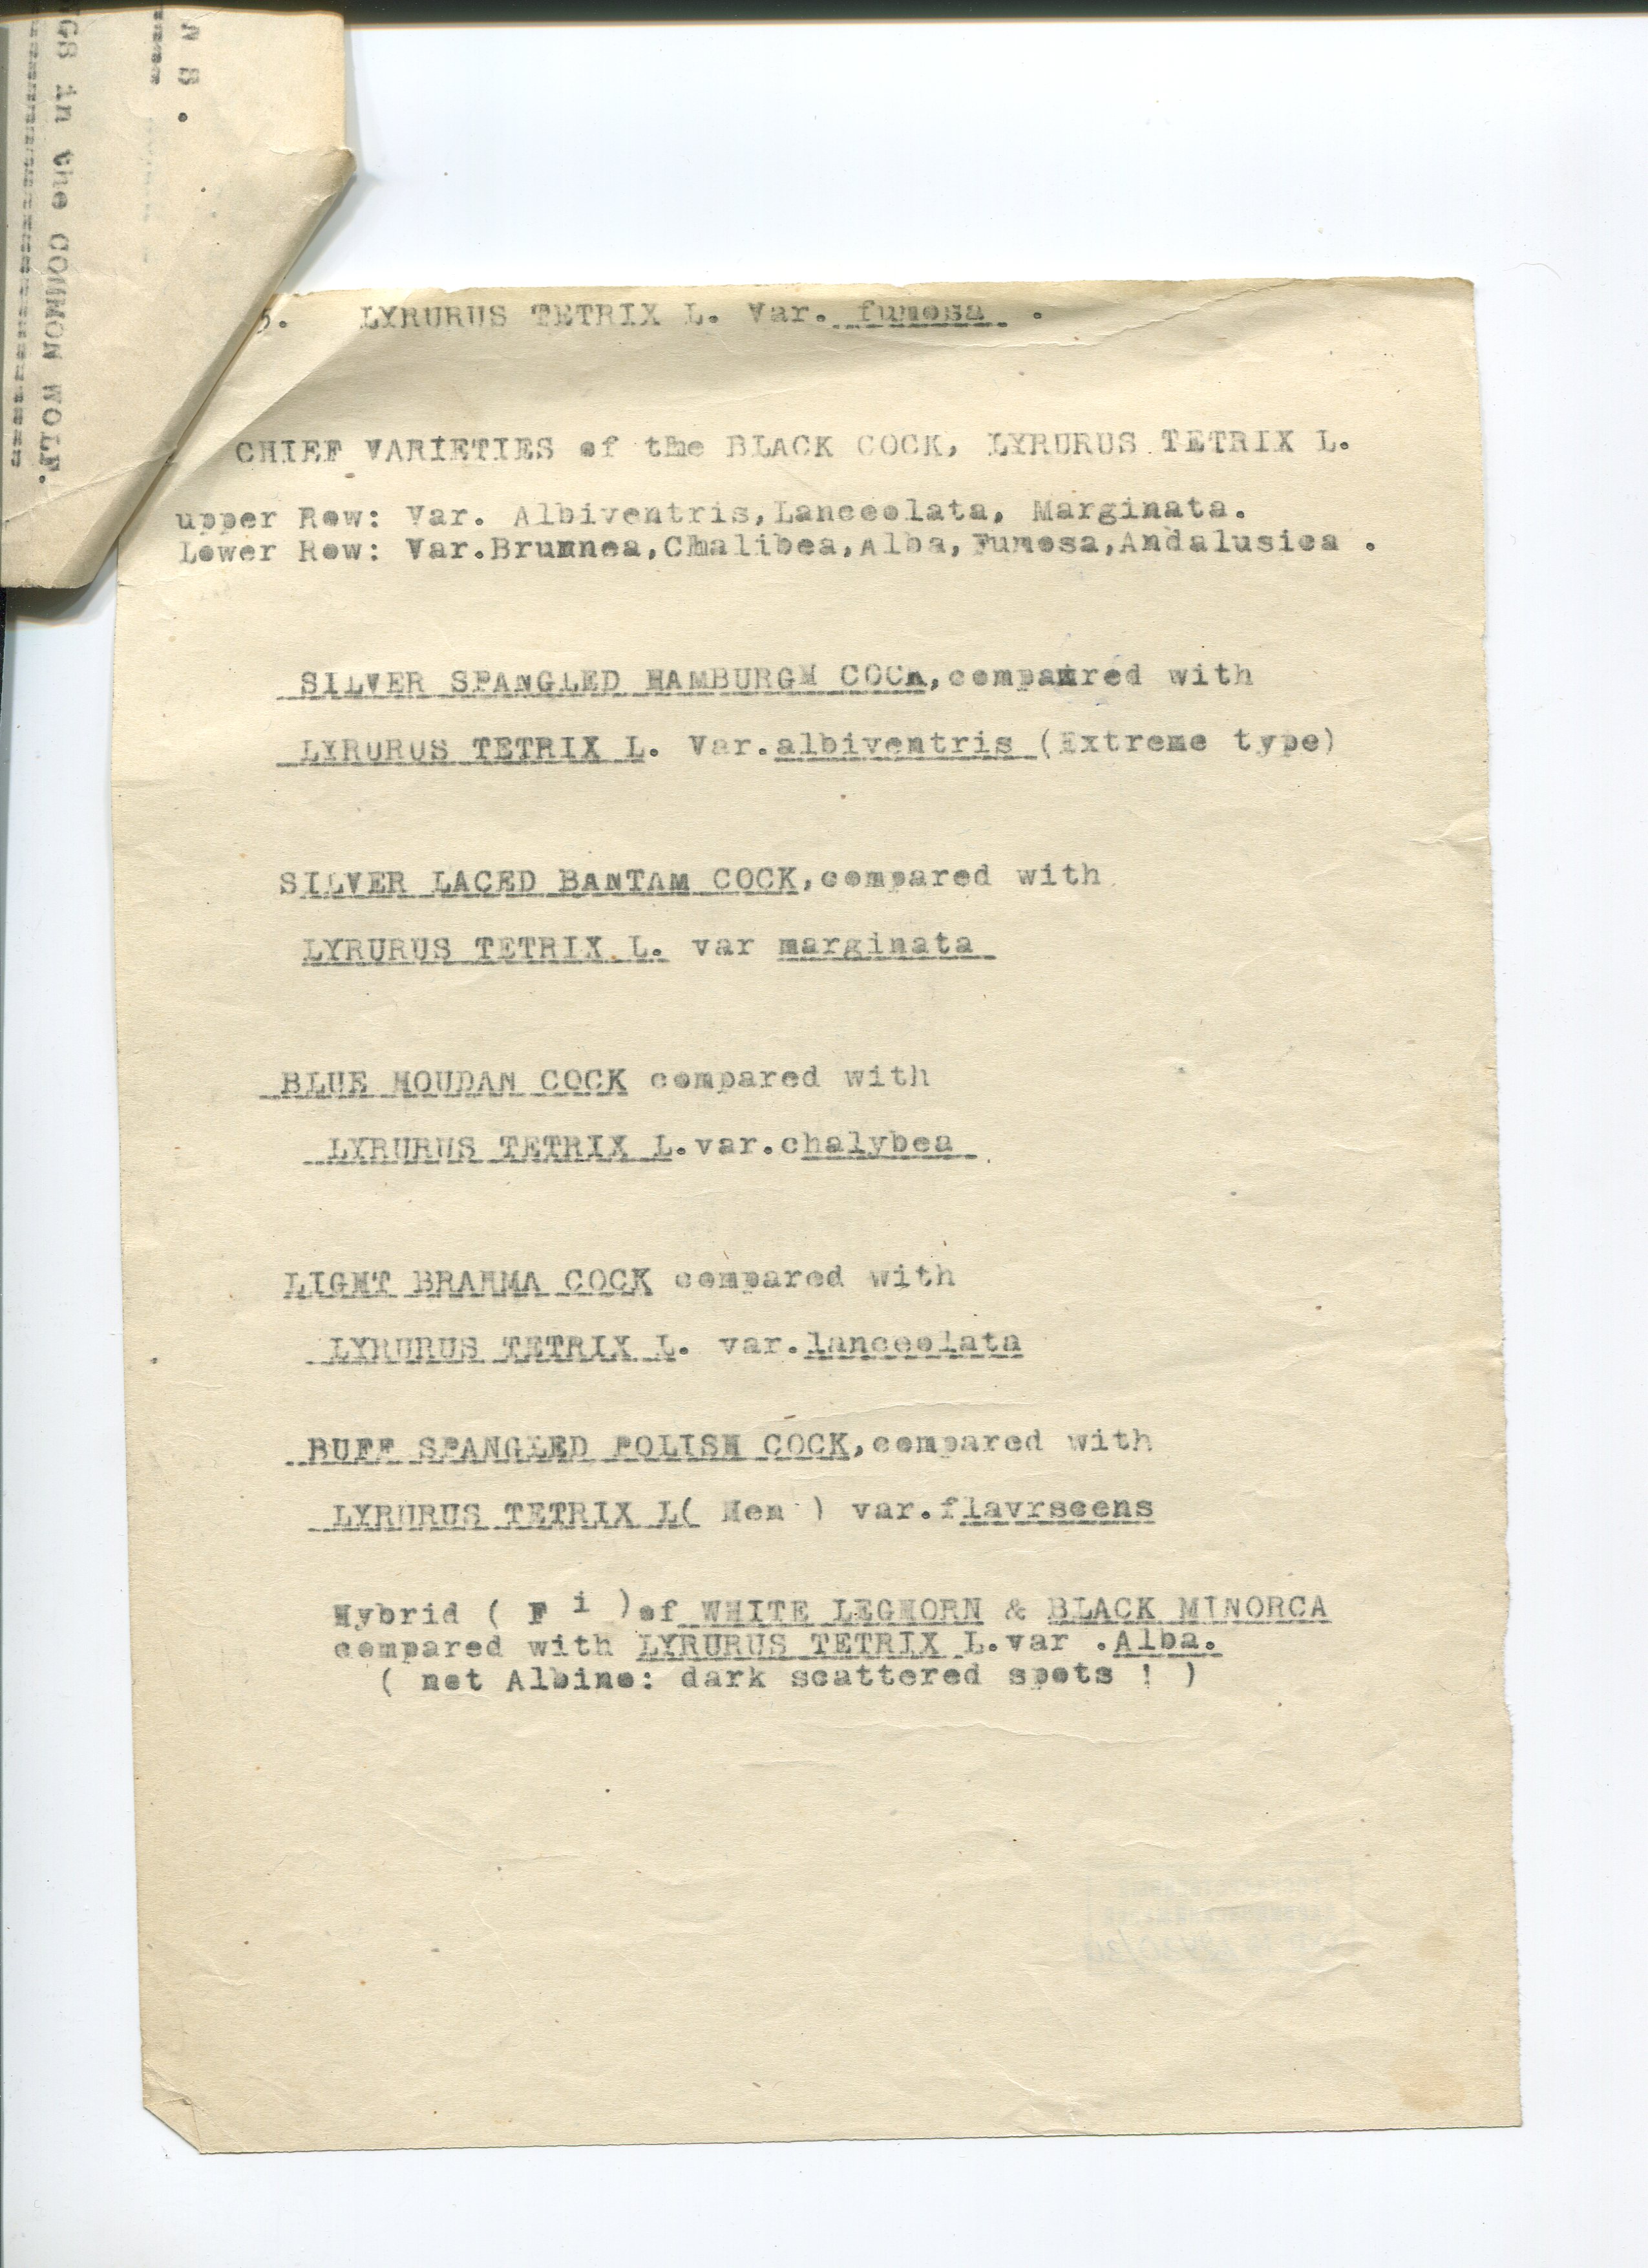 N S .
NGS in the COMMON WOLF.
5. LYRURUS TETRIX L. Var. fumosa .
CHIEF VARIETIES of the BLACK COCK, LYRURUS TETRIX L.
upper Row: Var. Albiventris,Lanceolata, Marginata.
Lower Row: Var.Brunnea,Chalibea,Alba,Fumosa,Andalusica .
SILVER SPANGLED HAMBURGH COCK,compaxred with
LYRURUS TETRIX L. Var.albiventris (Extreme type)
SILVER LACED BANTAM COCK,compared with
LYRURUS TETRIX L. var marginata
BLUE HOUDAN COCK compared with
LYRURUS TETRIX L.var.chalybea
LIGHT BRAHMA COCK compared with
LYRURUS TETRIX L. var.lanceolata
BUFF SPANGLED POLISH COCK,compared with
LYRURUS TETRIX L( Hen ) var.flavrscens
Hybrid ( F i )of WHITE LEGHORN & BLACK MINORCA
compared with LYRURUS TETRIX L.var .Alba.
( not Albino: dark scattered spots ! )